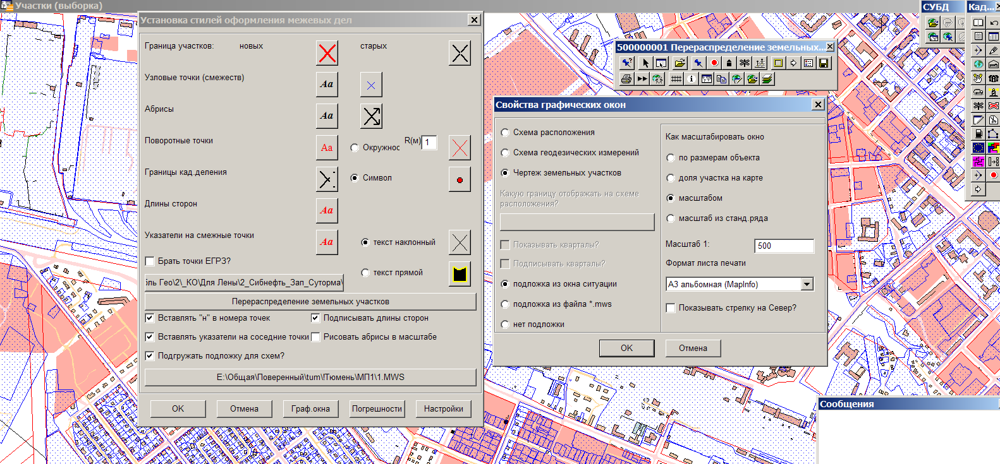 Участки (выборка)
Установка стилей оформления межевых дел
Граница участков: новых старых
Узловые точки (смежеств)
Aa
Абрисы
Aa
Поворотные точки
Aa
Окружнос
R(м) 1
Границы кад.деления
Символ
Длины сторон
Aa
Указатели на смежные точки
Aa
текст наклонный
Брать точки ЕГРЗ?
текст прямой
Гео\2\_КО\Для Лены\2_Сибнефть_Зап_Суторма\
Перераспределение земельных участков
Вставлять "н" в номера точек
Подписывать длины сторон
Вставлять указатели на соседние точки
Рисовать абрисы в масштабе
Подгружать подложку для схем?
E:\Общая\Поверенный\tum\!Тюмень\МП1\1.MWS
OK
Отмена
Граф.окна
Погрешности
Настройки
500000001 Перераспределение земельных...
Свойства графических окон
Схема расположения
Схема геодезических измерений
Чертеж земельных участков
Какую границу отображать на схеме
расположения?
Показывать кварталы?
Подписывать кварталы?
подложка из окна ситуации
подложка из файла *.mws
нет подложки
Как масштабировать окно
по размерам объекта
доля участка на карте
масштабом
масштаб из станд.ряда
Масштаб 1:
500
Формат листа печати
А3 альбомная (MapInfo)
Показывать стрелку на Север?
OK
Отмена
СУБД
Кад...
Сообщения